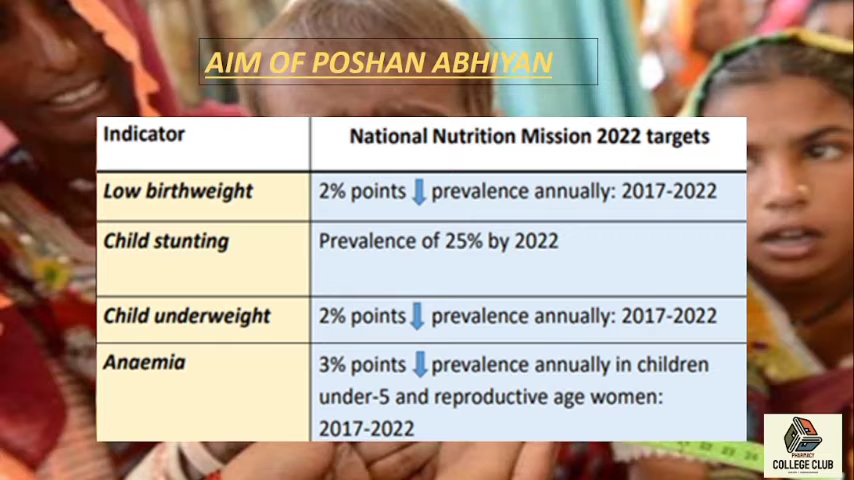 AIM OF POSHAN ABHIYAN
Indicator
National Nutrition Mission 2022 targets
Low birthweight
2% points ⬇ prevalence annually: 2017-2022
Child stunting
Prevalence of 25% by 2022
Child underweight
2% points ⬇ prevalence annually: 2017-2022
Anaemia
3% points ⬇ prevalence annually in children
under-5 and reproductive age women:
2017-2022
PHARMACY
COLLEGE CLUB